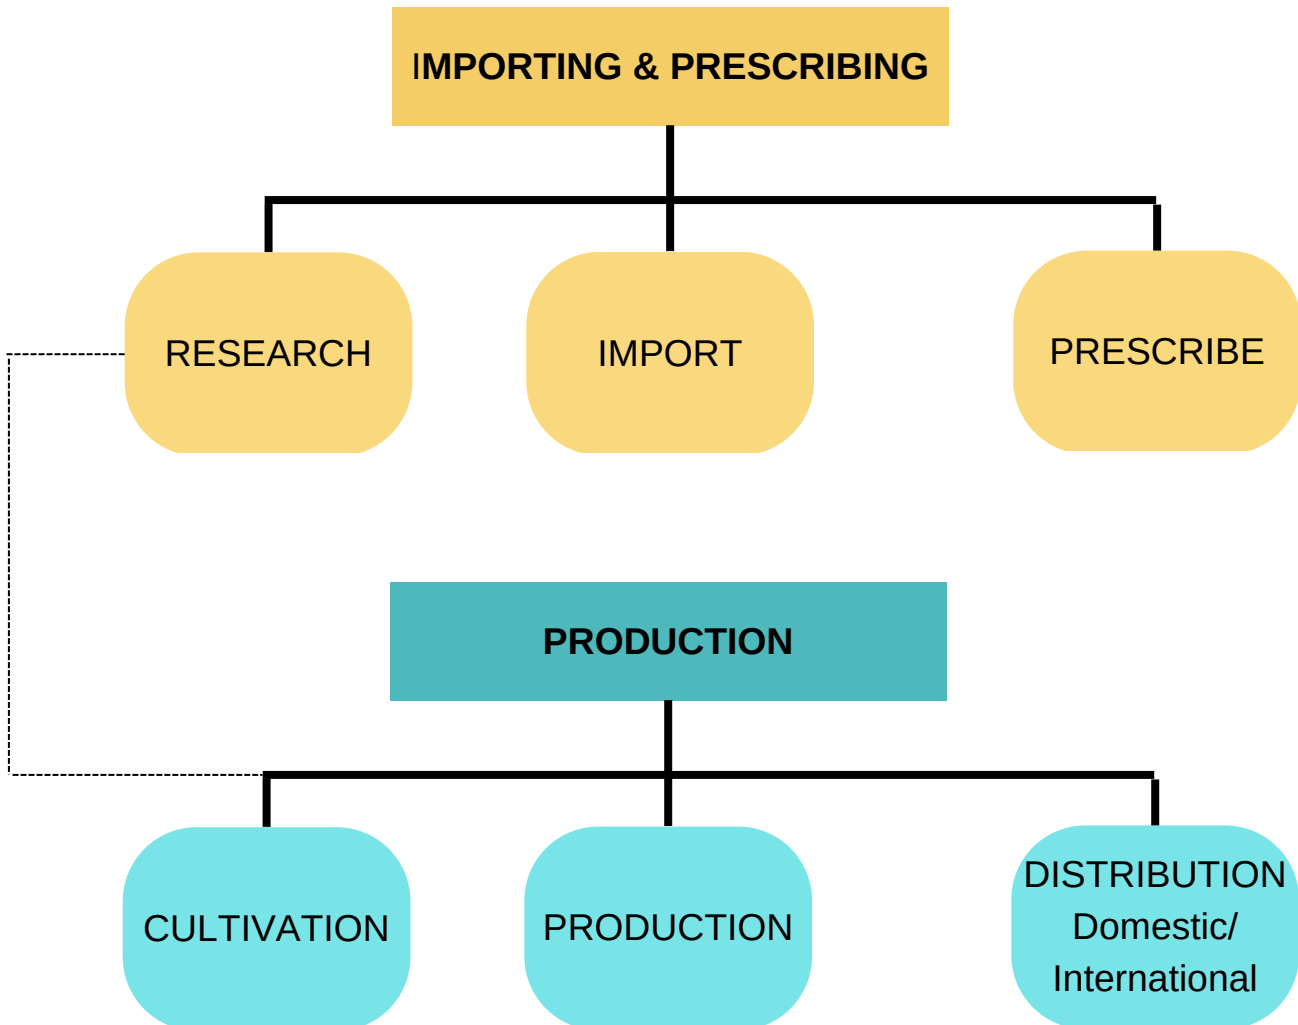 IMPORTING & PRESCRIBING
RESEARCH
IMPORT
PRESCRIBE
PRODUCTION
CULTIVATION
PRODUCTION
DISTRIBUTION
Domestic/
International